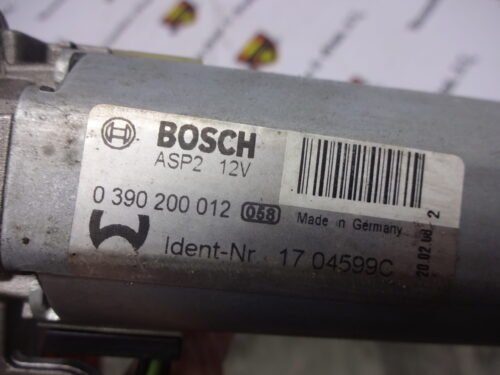 BOSCH
ASP2 12V
0 390 200 012 058 Made in Germany
Ident-Nr. 17 04599C
20.02.08 2